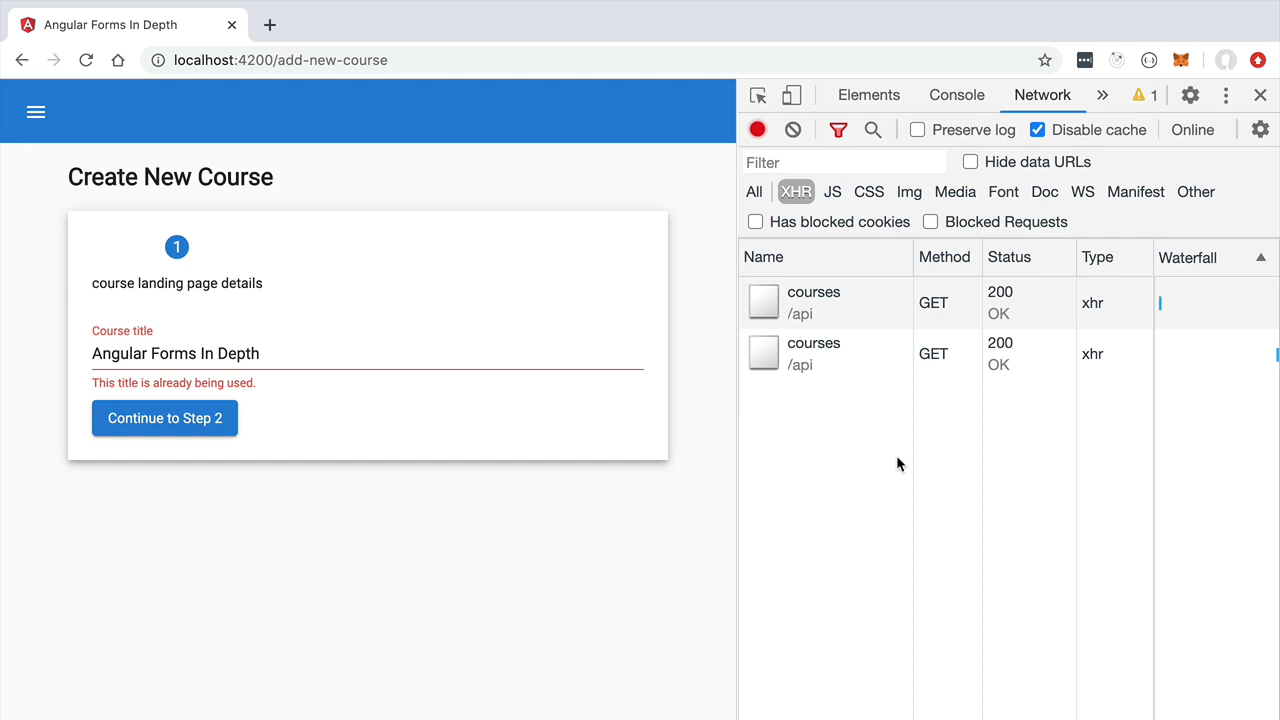 Angular Forms In Depth
localhost:4200/add-new-course
Create New Course
1
course landing page details
Course title
Angular Forms In Depth
This title is already being used.
Continue to Step 2
Elements Console Network 1
Preserve log Disable cache Online
Filter Hide data URLs
All XHR JS CSS Img Media Font Doc WS Manifest Other
Has blocked cookies Blocked Requests
Name Method Status Type Waterfall
courses GET 200 xhr
/api OK
courses GET 200 xhr
/api OK